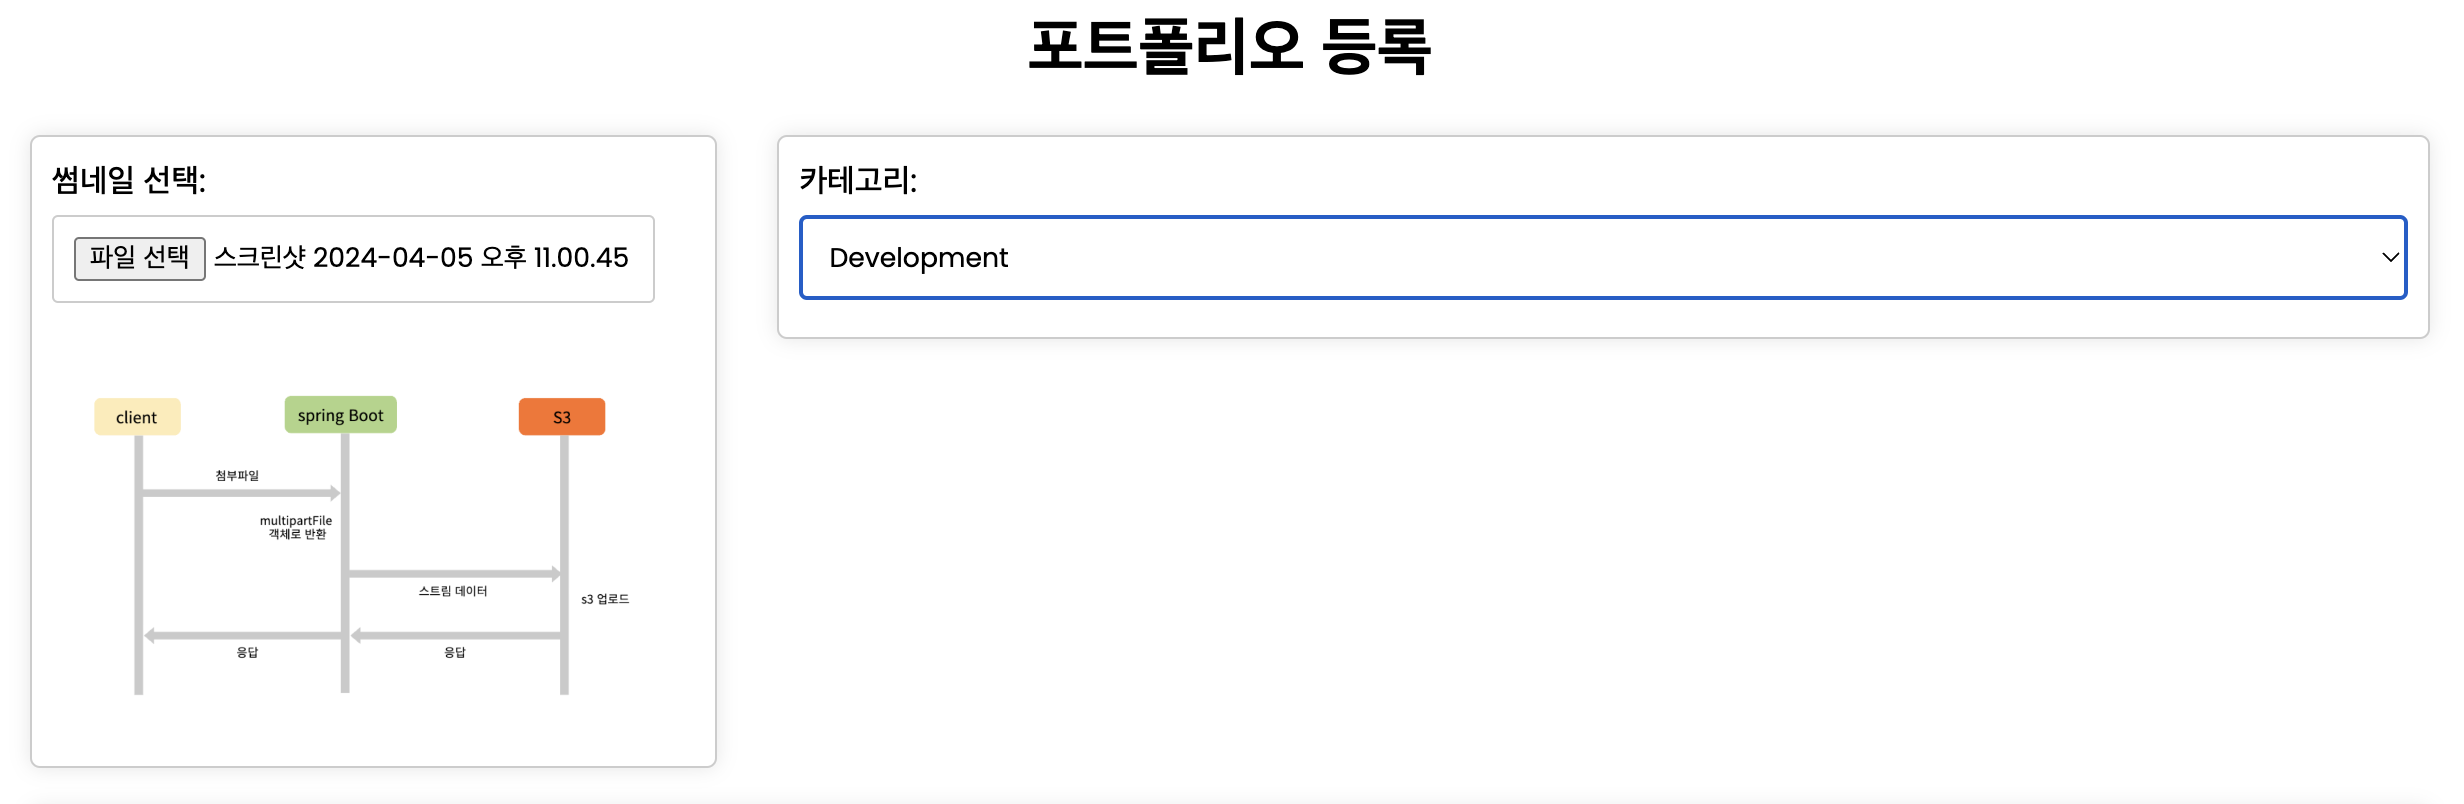 포트폴리오 등록
썸네일 선택:
파일 선택 스크린샷 2024-04-05 오후 11.00.45
카테고리:
Development
client
spring Boot
S3
첨부파일
multipartFile
객체로 반환
스트림 데이터
s3 업로드
응답
응답